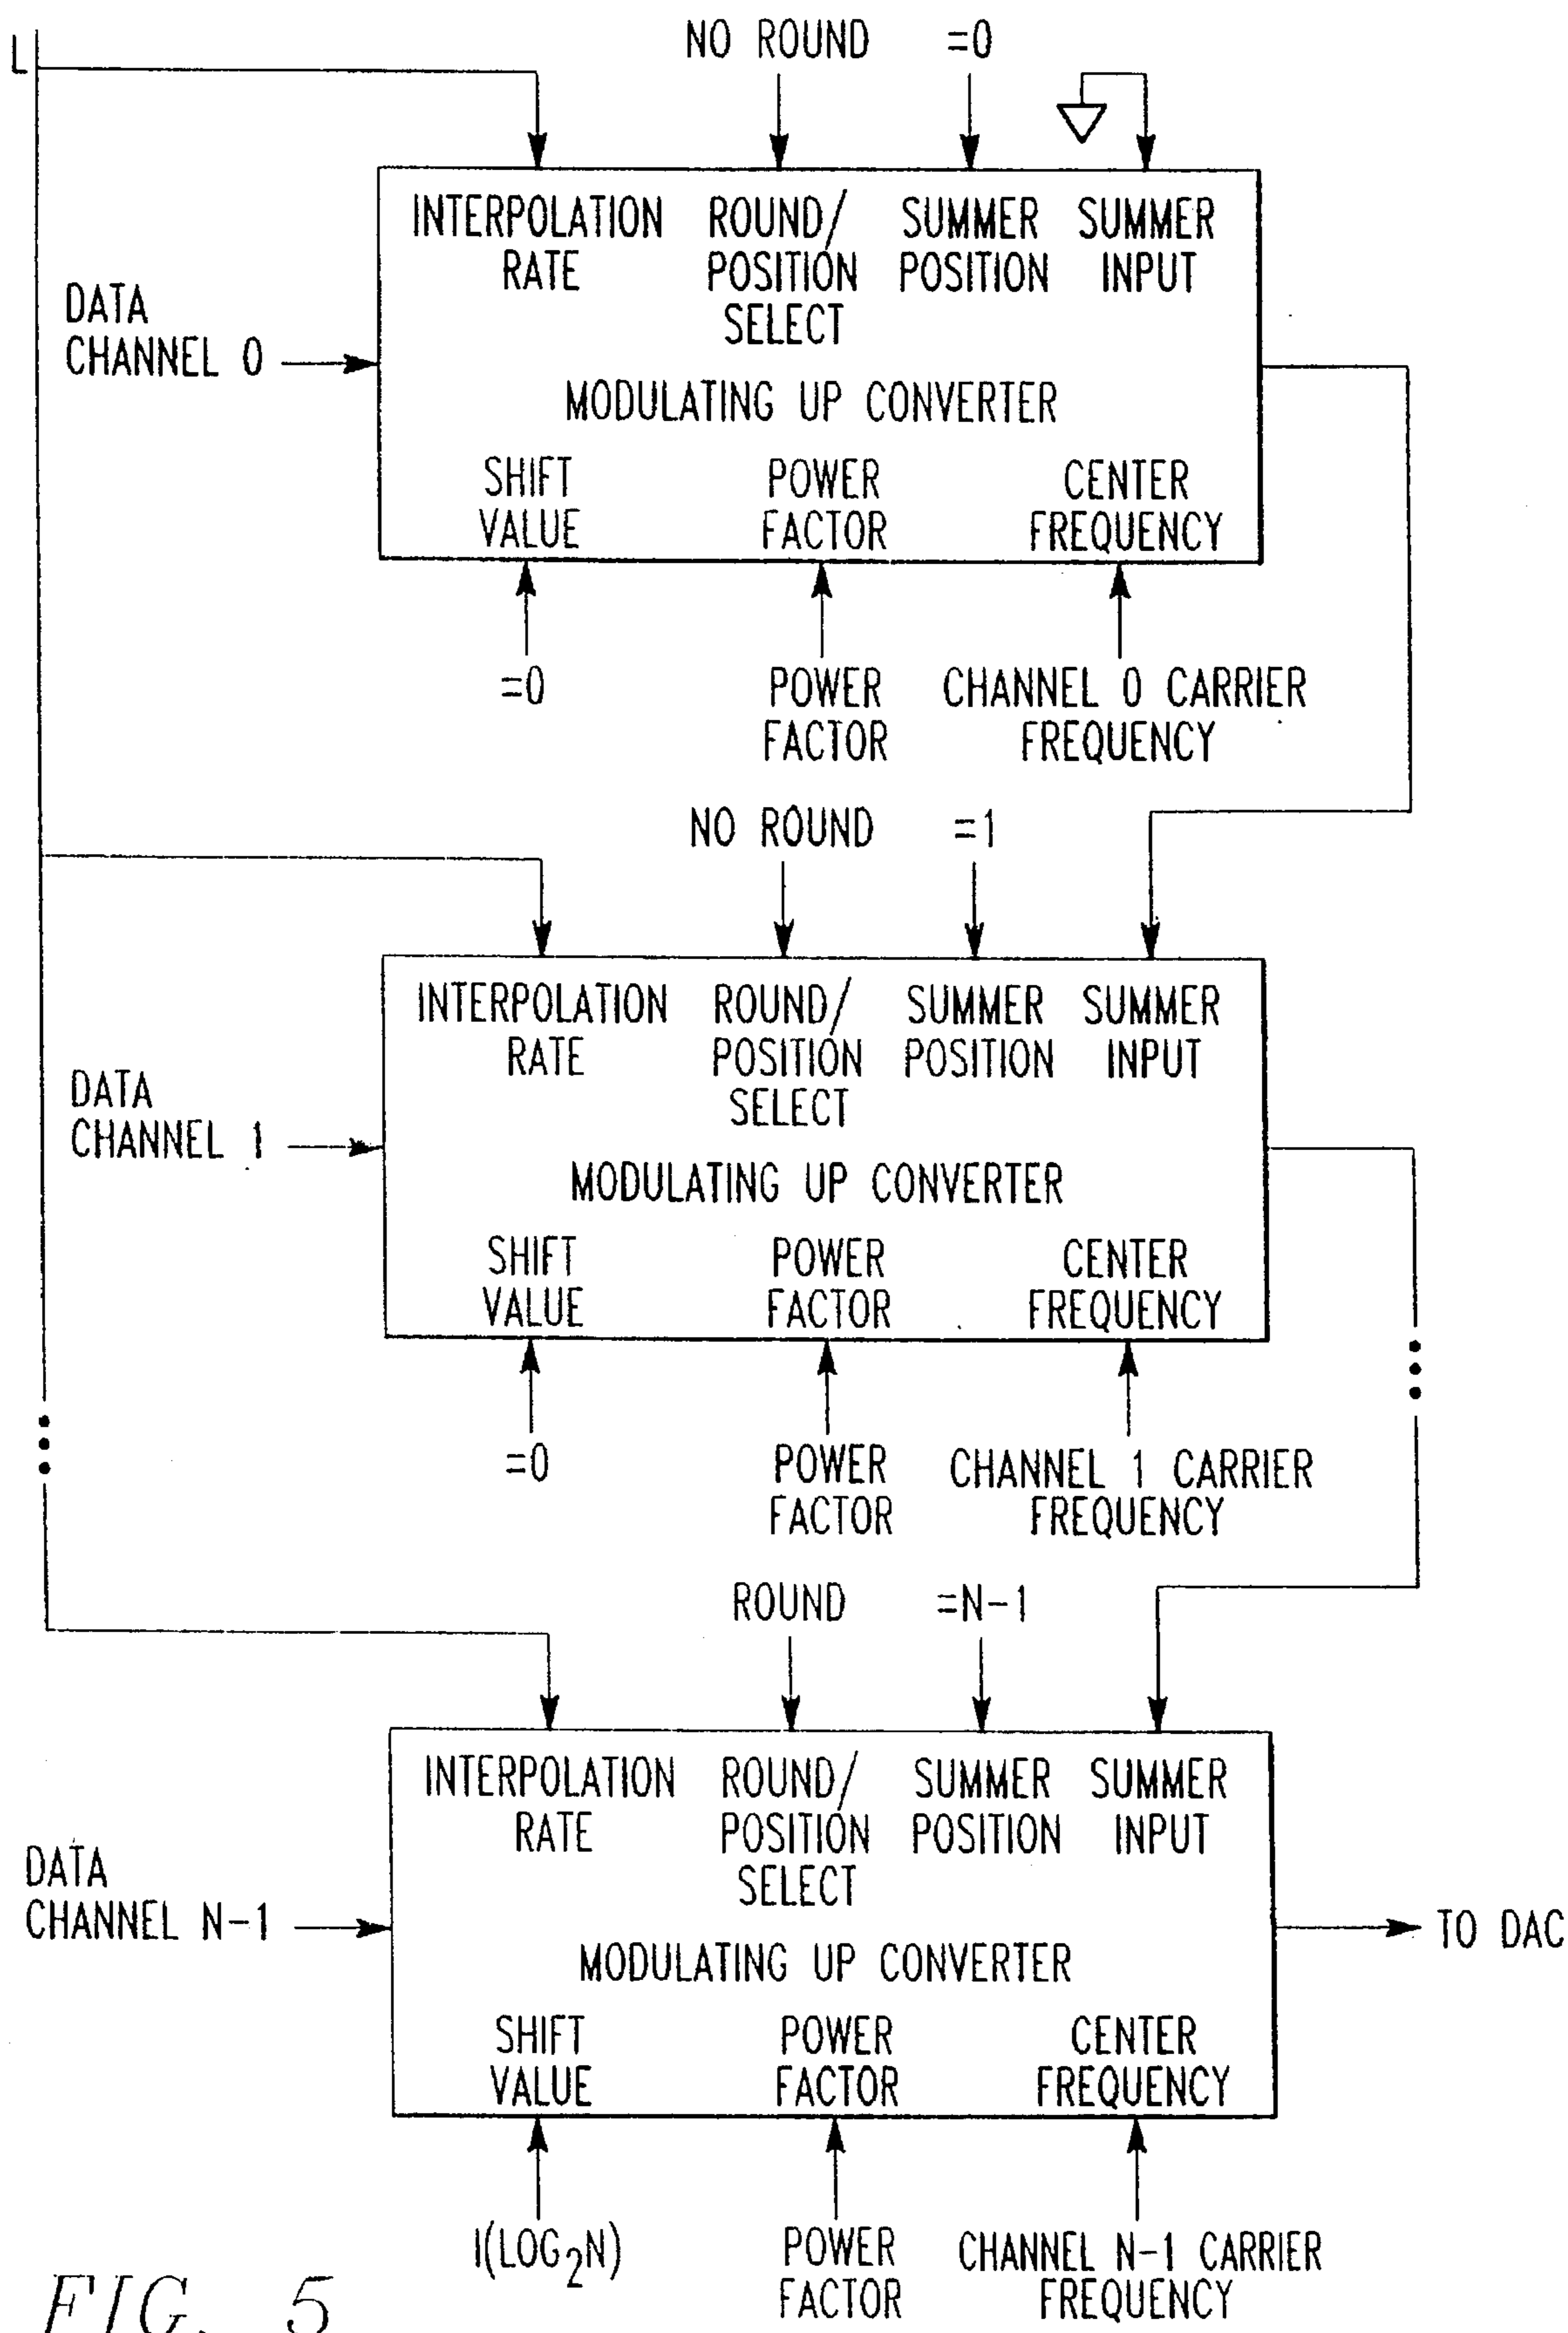 L
NO ROUND =0
INTERPOLATION ROUND/ SUMMER SUMMER
RATE POSITION POSITION INPUT
SELECT
DATA
CHANNEL 0
MODULATING UP CONVERTER
SHIFT POWER CENTER
VALUE FACTOR FREQUENCY
=0 POWER CHANNEL 0 CARRIER
FACTOR FREQUENCY
NO ROUND =1
INTERPOLATION ROUND/ SUMMER SUMMER
RATE POSITION POSITION INPUT
SELECT
DATA
CHANNEL 1
MODULATING UP CONVERTER
SHIFT POWER CENTER
VALUE FACTOR FREQUENCY
=0 POWER CHANNEL 1 CARRIER
FACTOR FREQUENCY
ROUND =N-1
INTERPOLATION ROUND/ SUMMER SUMMER
RATE POSITION POSITION INPUT
SELECT
DATA
CHANNEL N-1
TO DAC
MODULATING UP CONVERTER
SHIFT POWER CENTER
VALUE FACTOR FREQUENCY
I(LOG2N) POWER CHANNEL N-1 CARRIER
FACTOR FREQUENCY
FIG. 5